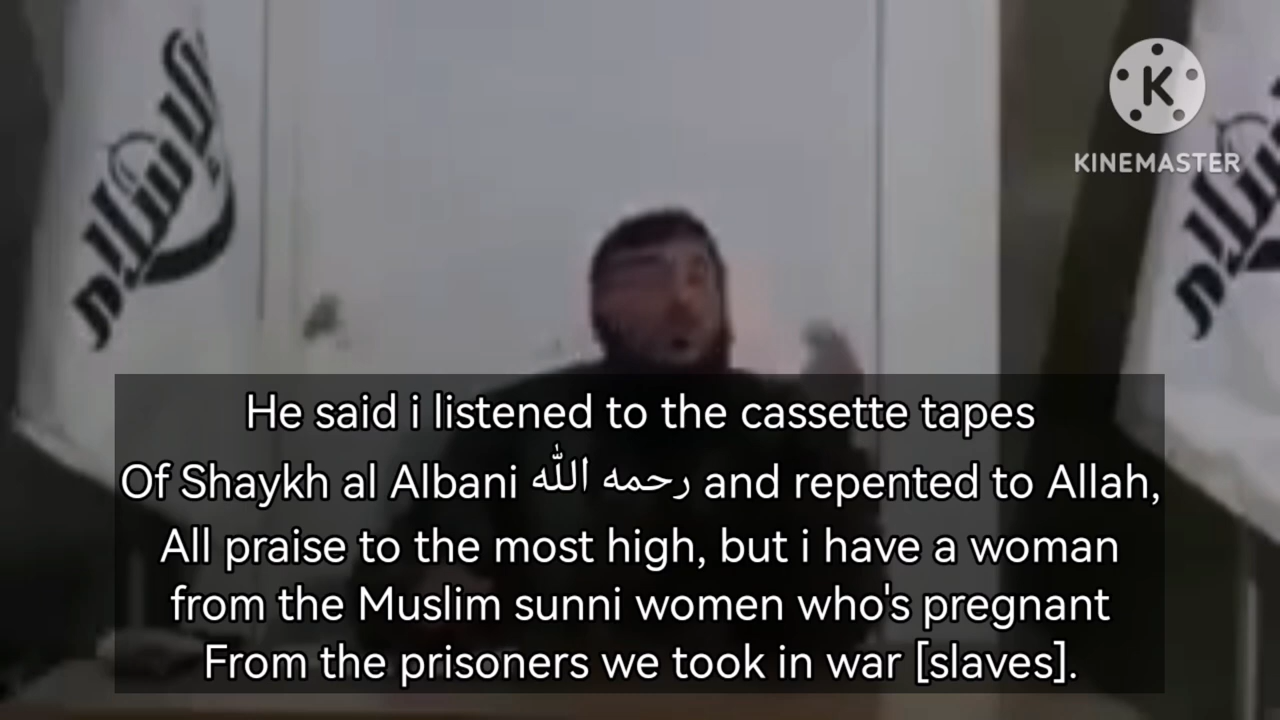 K
KINEMASTER
He said i listened to the cassette tapes
Of Shaykh al Albani رحمه الله and repented to Allah,
All praise to the most high, but i have a woman
from the Muslim sunni women who's pregnant
From the prisoners we took in war [slaves].